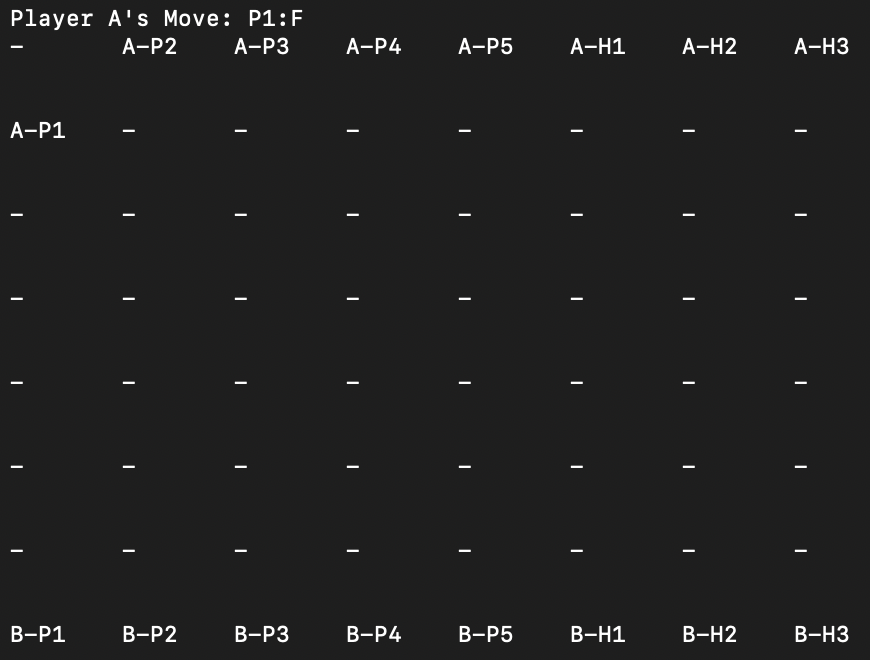 Player A's Move: P1:F
– A-P2 A-P3 A-P4 A-P5 A-H1 A-H2 A-H3
A-P1 – – – – – – –
– – – – – – – –
– – – – – – – –
– – – – – – – –
– – – – – – – –
– – – – – – – –
B-P1 B-P2 B-P3 B-P4 B-P5 B-H1 B-H2 B-H3